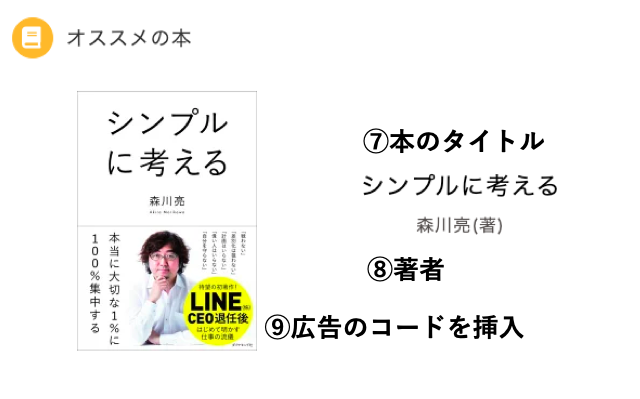 オススメの本
シンプル
に考える
森川亮
Akira Morikawa
本当に大切な1％に
100％集中する
「戦わない」
「差別化は狙わない」
「計画はいらない」
「偉い人はいらない」
「自分を守らない」
待望の初著作!
LINE㈱
CEO退任後
はじめて明かす
仕事の流儀
ダイヤモンド社
⑦本のタイトル
シンプルに考える
森川亮(著)
⑧著者
⑨広告のコードを挿入